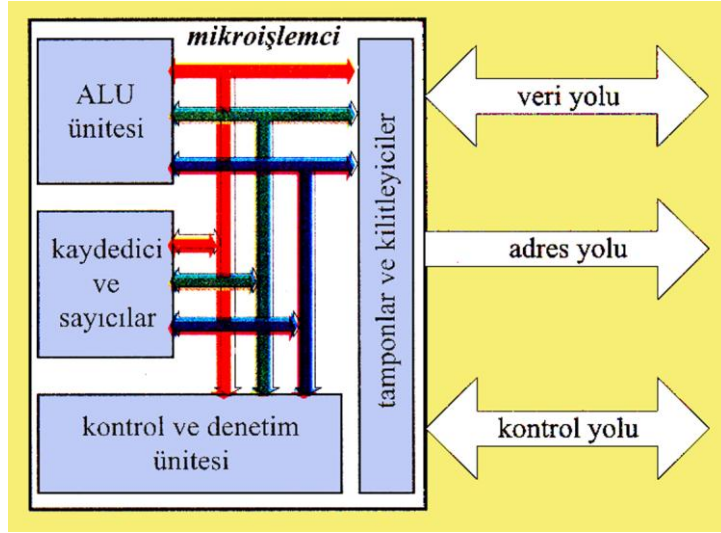 mikroişlemci
ALU
ünitesi
kaydedici
ve
sayıcılar
kontrol ve denetim
ünitesi
tamponlar ve kilitleyiciler
veri yolu
adres yolu
kontrol yolu